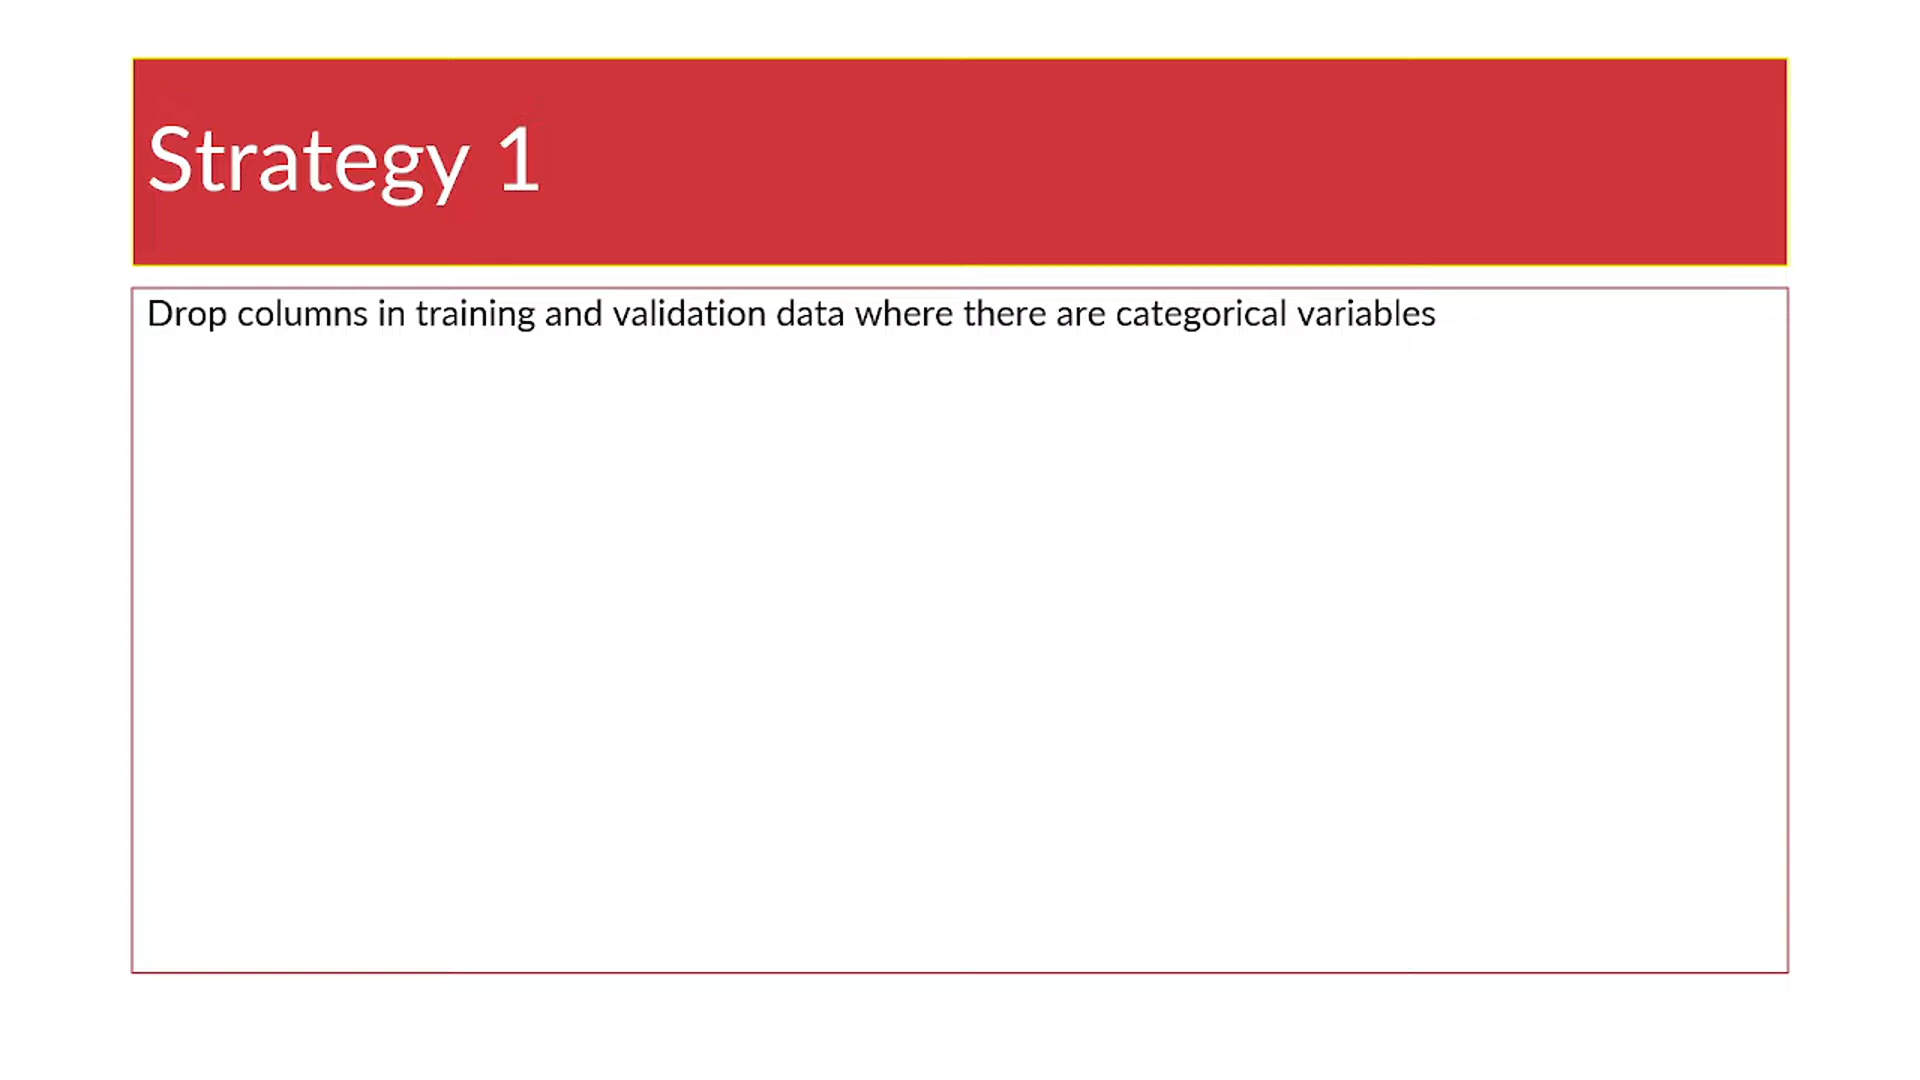 Strategy 1
Drop columns in training and validation data where there are categorical variables